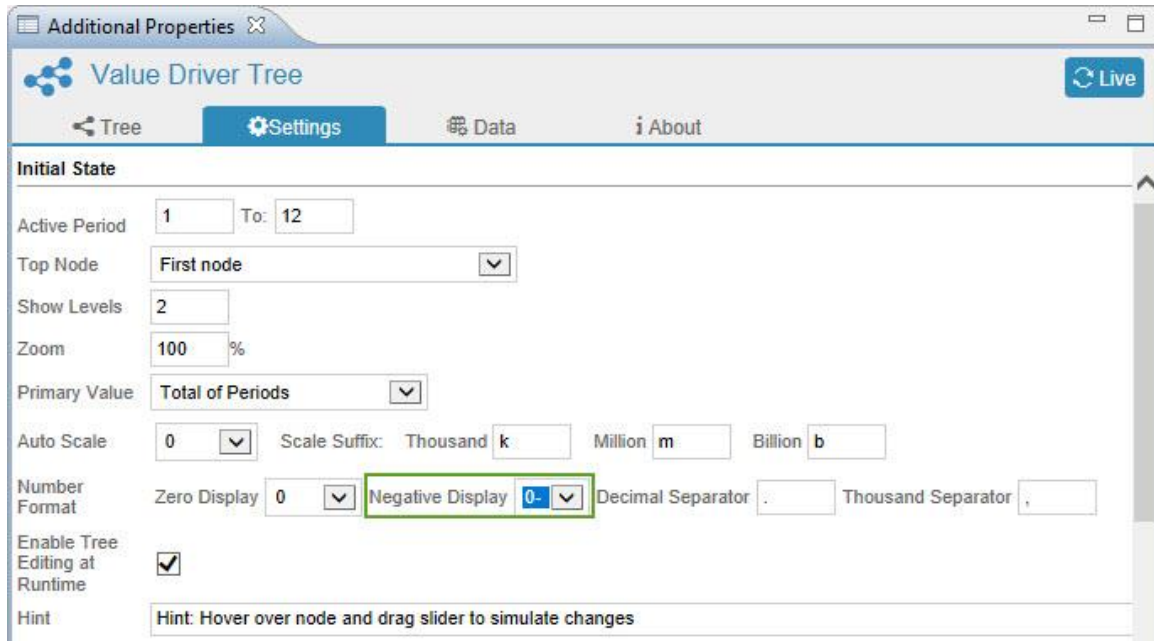 Additional Properties
Value Driver Tree
Live
Tree Settings Data About
Initial State
Active Period 1 To: 12
Top Node First node
Show Levels 2
Zoom 100 %
Primary Value Total of Periods
Auto Scale 0 Scale Suffix: Thousand k Million m Billion b
Number
Format Zero Display 0 Negative Display 0- Decimal Separator . Thousand Separator ,
Enable Tree
Editing at
Runtime
Hint Hint: Hover over node and drag slider to simulate changes